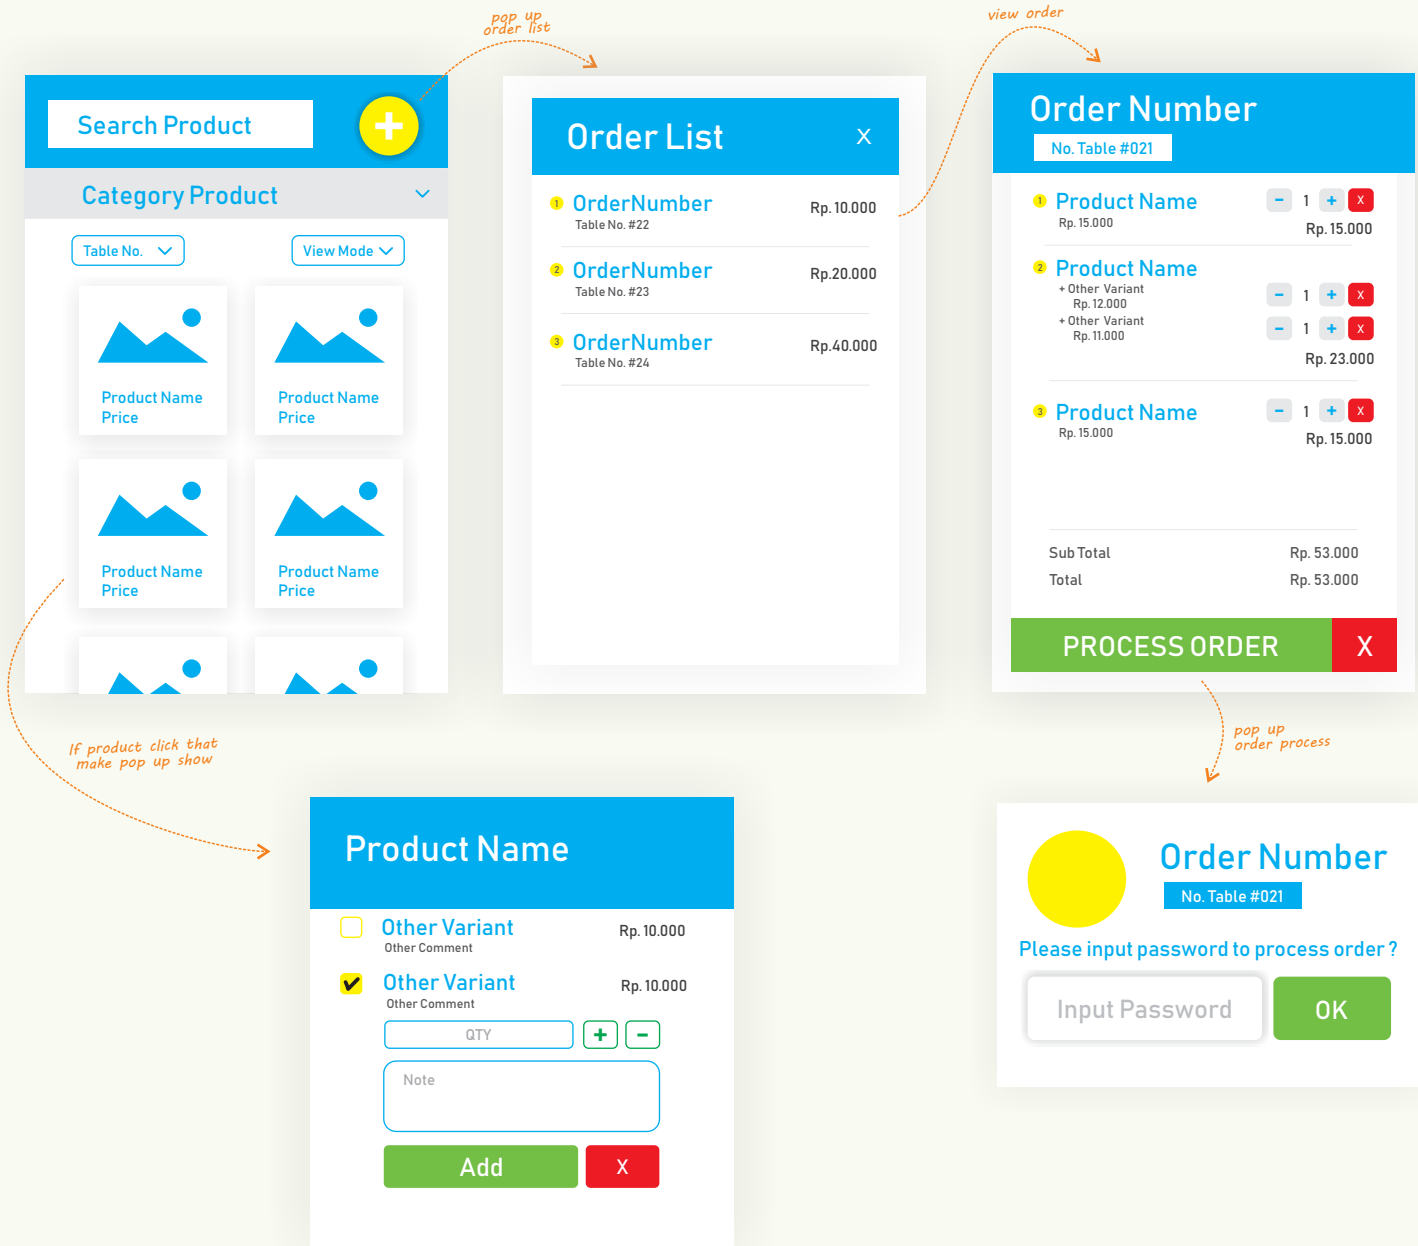 pop up
order list
view order
Search Product
Category Product
Table No.
View Mode
Product Name
Price
Product Name
Price
Product Name
Price
Product Name
Price
Order List X
1 OrderNumber Rp. 10.000
Table No. #22
2 OrderNumber Rp.20.000
Table No. #23
3 OrderNumber Rp.40.000
Table No. #24
Order Number
No. Table #021
1 Product Name - 1 + X
Rp. 15.000 Rp. 15.000
2 Product Name
+ Other Variant - 1 + X
Rp. 12.000
+ Other Variant - 1 + X
Rp. 11.000
Rp. 23.000
3 Product Name - 1 + X
Rp. 15.000 Rp. 15.000
Sub Total Rp. 53.000
Total Rp. 53.000
PROCESS ORDER X
If product click that
make pop up show
pop up
order process
Product Name
Other Variant Rp. 10.000
Other Comment
Other Variant Rp. 10.000
Other Comment
QTY + -
Note
Add X
Order Number
No. Table #021
Please input password to process order ?
Input Password OK